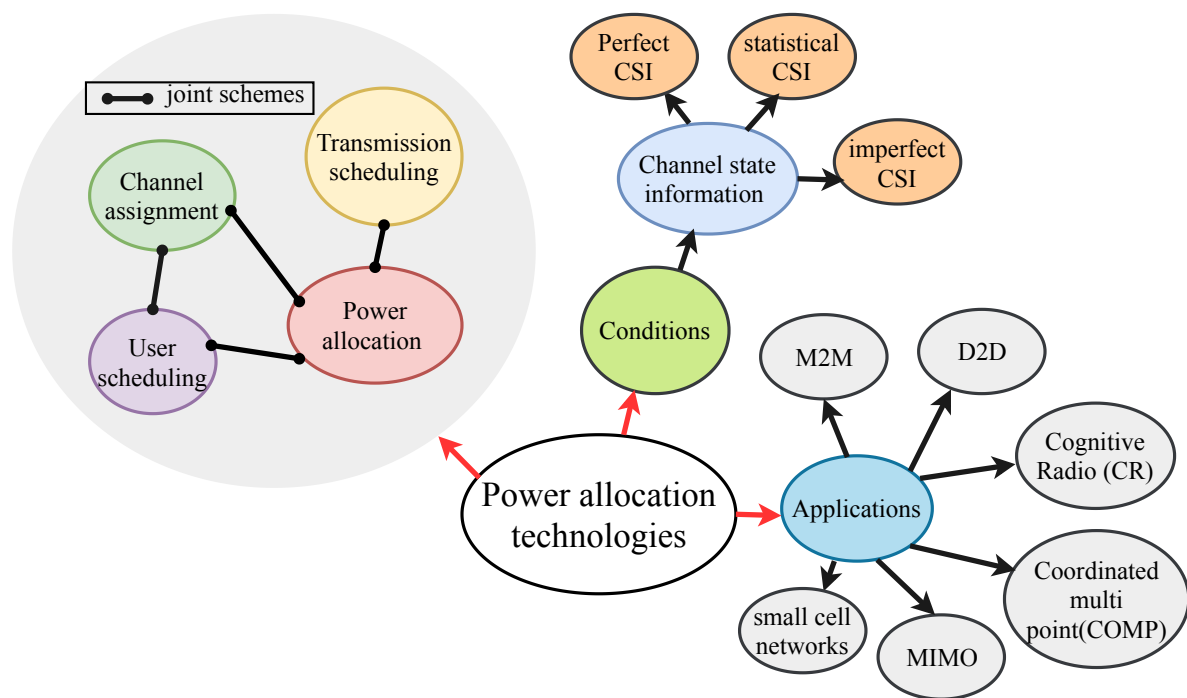 joint schemes
Transmission
scheduling
Channel
assignment
Power
allocation
User
scheduling
Perfect
CSI
statistical
CSI
Channel state
information
imperfect
CSI
Conditions
Power allocation
technologies
Applications
M2M
D2D
Cognitive
Radio (CR)
Coordinated
multi
point(COMP)
MIMO
small cell
networks